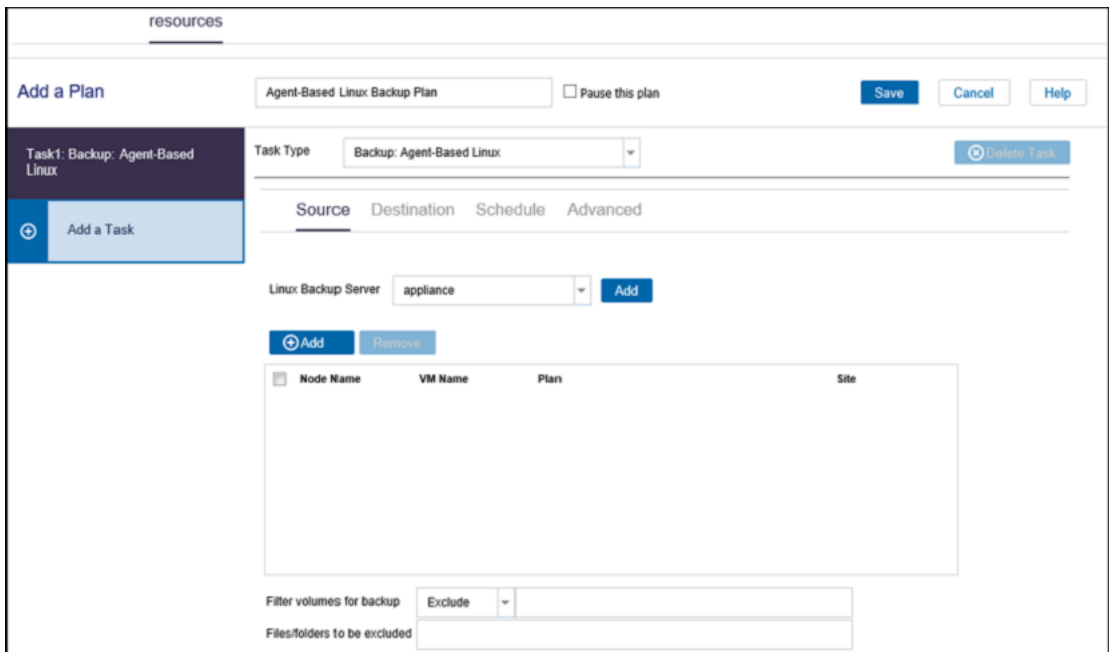 resources
Add a Plan
Agent-Based Linux Backup Plan
Pause this plan
Save
Cancel
Help
Task1: Backup: Agent-Based
Linux
Add a Task
Task Type
Backup: Agent-Based Linux
Delete Task
Source Destination Schedule Advanced
Linux Backup Server
appliance
Add
Add
Remove
Node Name VM Name Plan Site
Filter volumes for backup
Exclude
Files/folders to be excluded